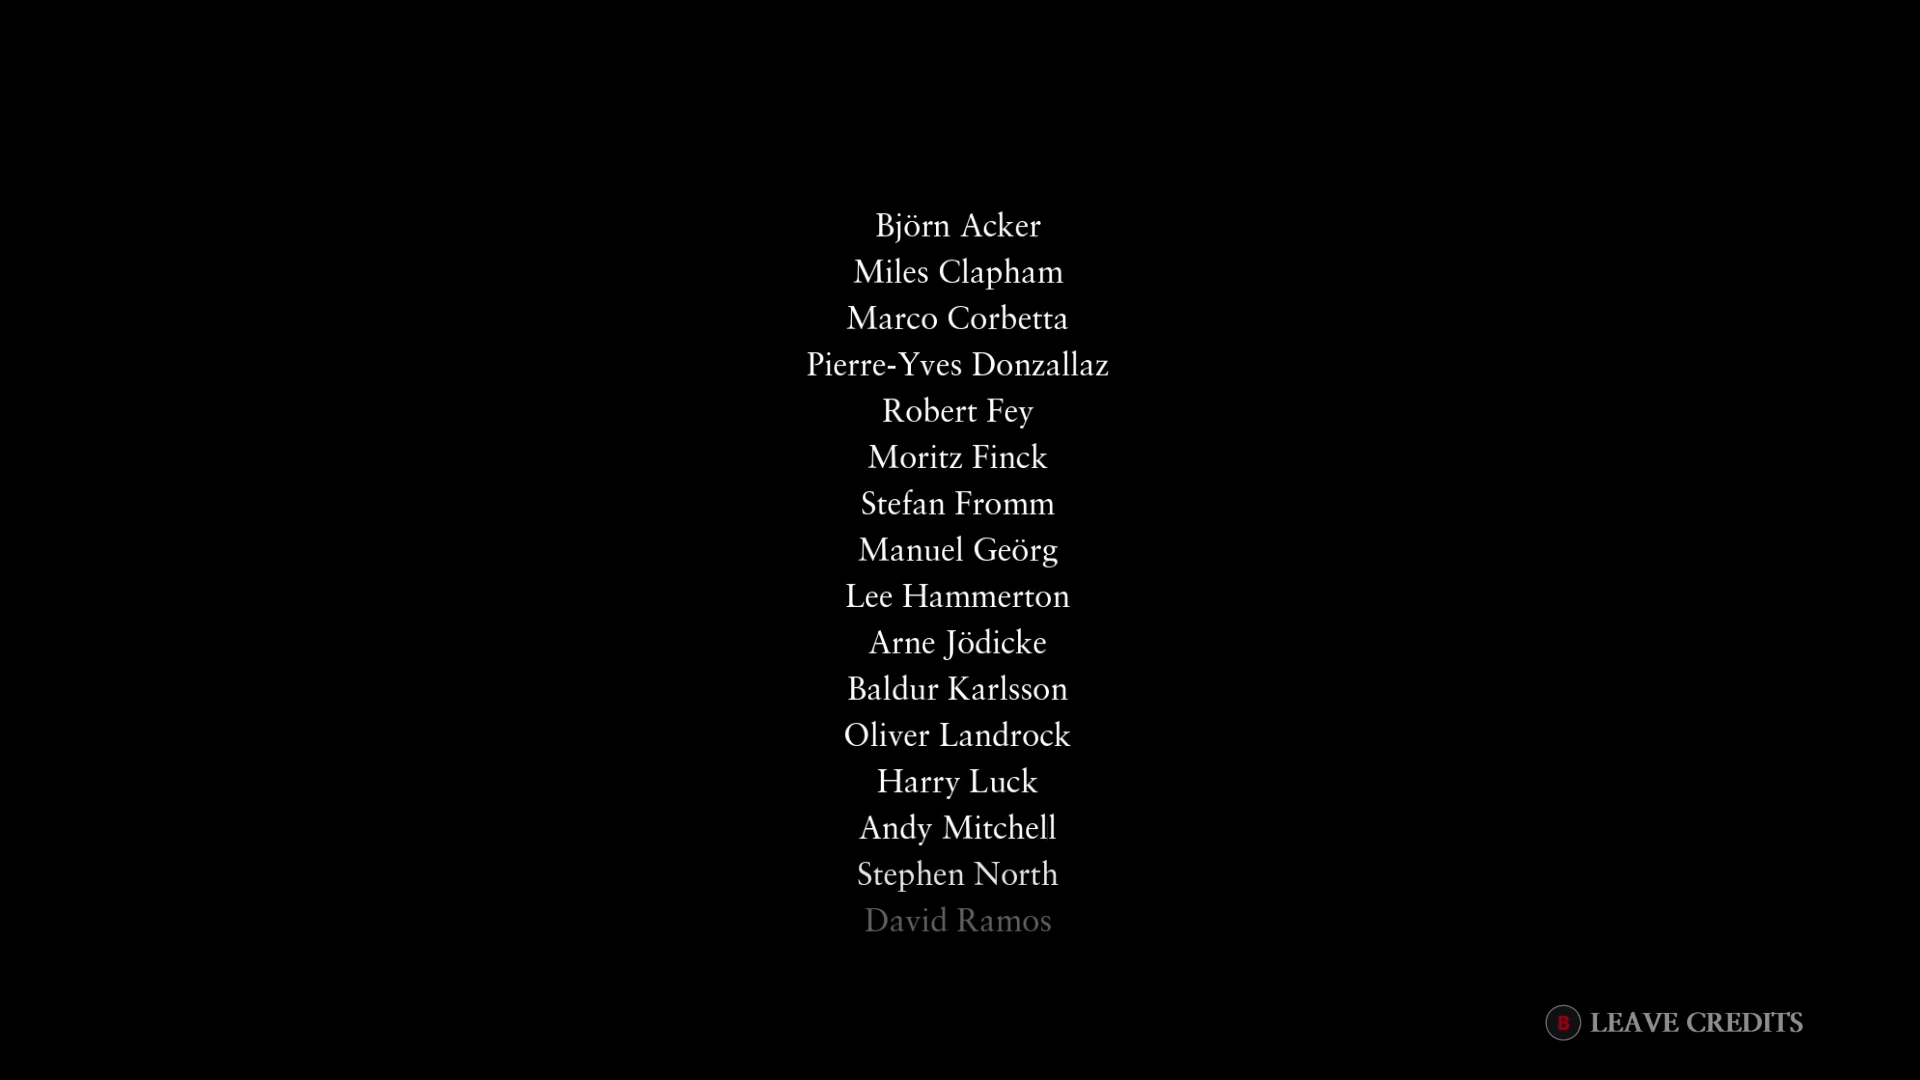 Björn Acker
Miles Clapham
Marco Corbetta
Pierre-Yves Donzallaz
Robert Fey
Moritz Finck
Stefan Fromm
Manuel Geörg
Lee Hammerton
Arne Jödicke
Baldur Karlsson
Oliver Landrock
Harry Luck
Andy Mitchell
Stephen North
David Ramos
B LEAVE CREDITS